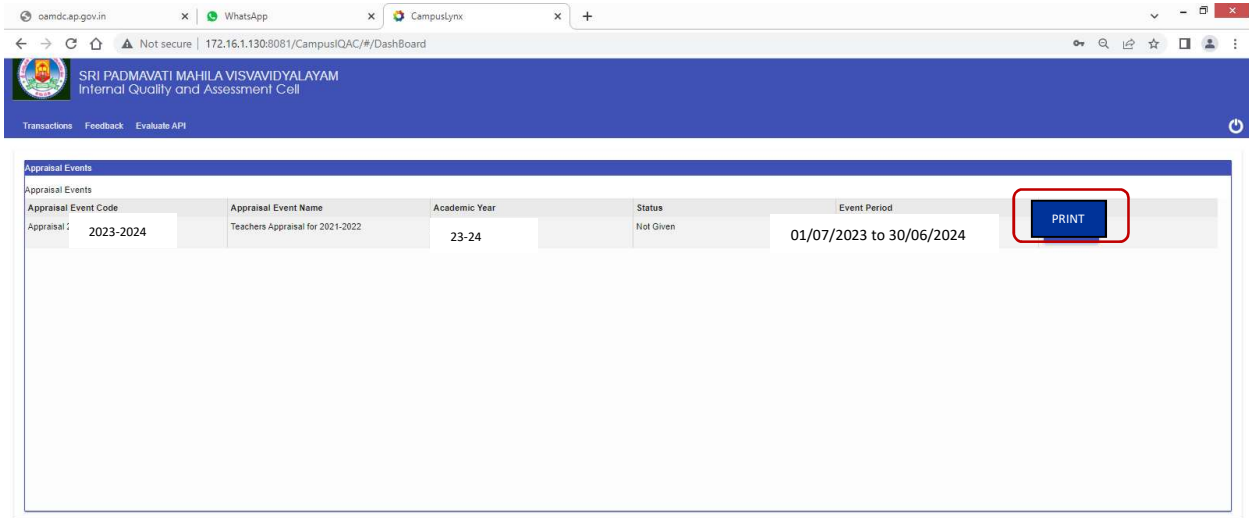 oamdc.ap.gov.in
WhatsApp
CampusLynx
Not secure | 172.16.1.130:8081/CampusIQAC/#/DashBoard
SRI PADMAVATI MAHILA VISVAVIDYALAYAM
Internal Quality and Assessment Cell
Transactions Feedback Evaluate API
Appraisal Events
Appraisal Events
Appraisal Event Code Appraisal Event Name Academic Year Status Event Period
Appraisal 2023-2024 Teachers Appraisal for 2021-2022 23-24 Not Given 01/07/2023 to 30/06/2024 PRINT